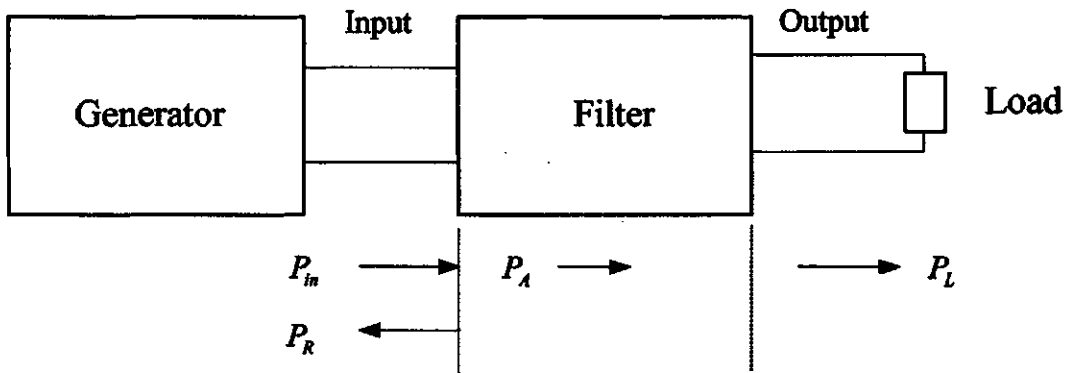 Input
Output
Generator
Filter
Load
P_in
P_A
P_L
P_R